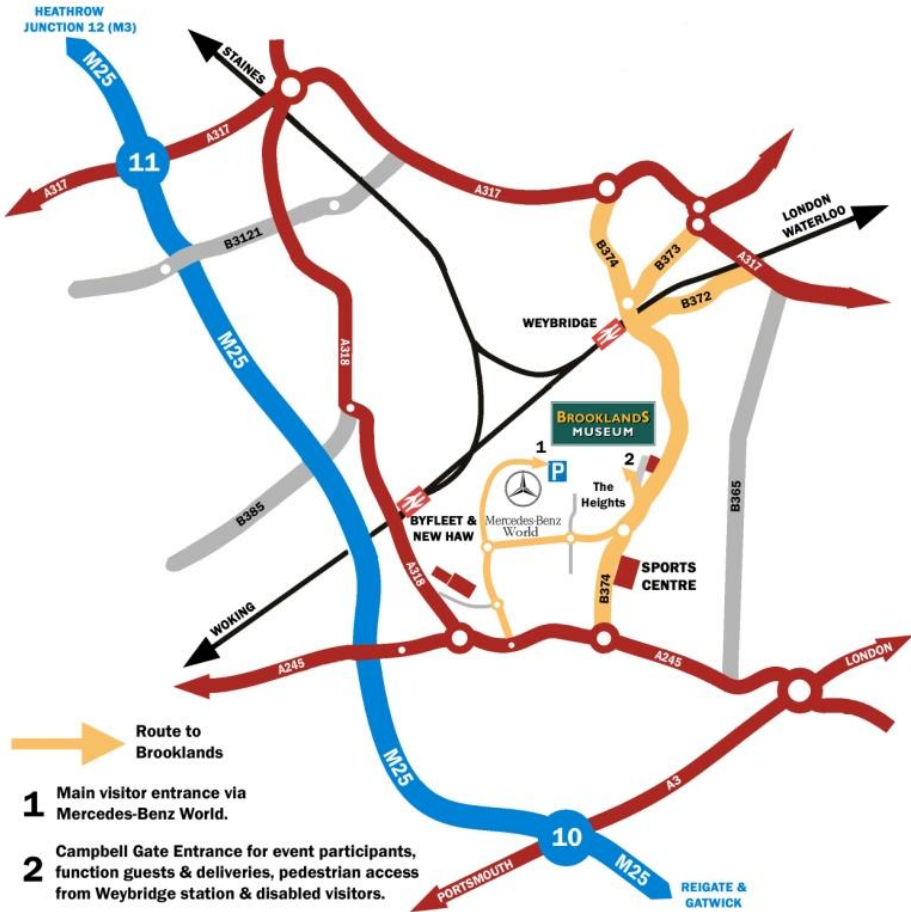 HEATHROW
JUNCTION 12 (M3)
M25
STAINES
A317
11
A317
A317
B3121
LONDON
WATERLOO
B374
B373
A317
B372
M25
WEYBRIDGE
A318
BROOKLANDS
MUSEUM
1
P
2
The
Heights
B365
B385
BYFLEET &
NEW HAW
Mercedes-Benz
World
A318
SPORTS
CENTRE
B374
WOKING
A245
A245
LONDON
Route to
Brooklands
M25
A3
1 Main visitor entrance via
Mercedes-Benz World.
10
2 Campbell Gate Entrance for event participants,
function guests & deliveries, pedestrian access
from Weybridge station & disabled visitors.
PORTSMOUTH
M25
REIGATE &
GATWICK